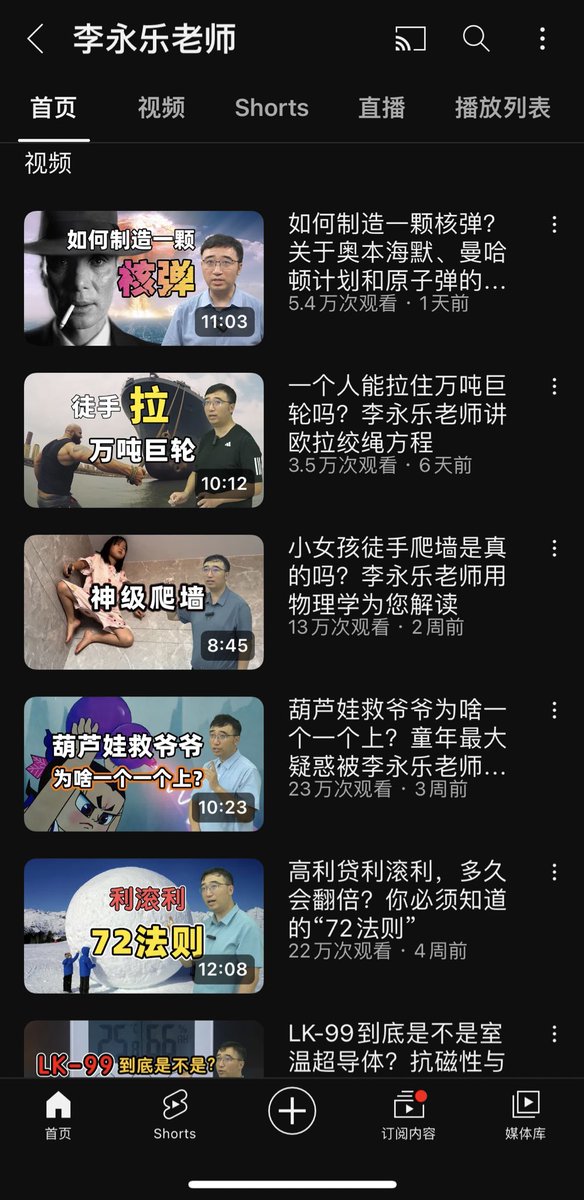 李永乐老师
首页
视频
Shorts
直播
播放列表
视频
如何制造一颗
核弹
11:03
如何制造一颗核弹?
关于奥本海默、曼哈
顿计划和原子弹的...
5.4万次观看 · 1天前
徒手拉
万吨巨轮
10:12
一个人能拉住万吨巨
轮吗？李永乐老师讲
欧拉绞绳方程
3.5万次观看 · 6天前
神级爬墙
8:45
小女孩徒手爬墙是真
的吗？李永乐老师用
物理学为您解读
13万次观看 · 2周前
葫芦娃救爷爷
为啥一个一个上？
10:23
葫芦娃救爷爷为啥一
个一个上？童年最大
疑惑被李永乐老师...
23万次观看 · 3周前
利滚利
72法则
12:08
高利贷利滚利，多久
会翻倍？你必须知道
的“72法则”
22万次观看 · 4周前
LK-99到底是不是?
LK-99到底是不是室
温超导体？抗磁性与
首页
Shorts
订阅内容
媒体库